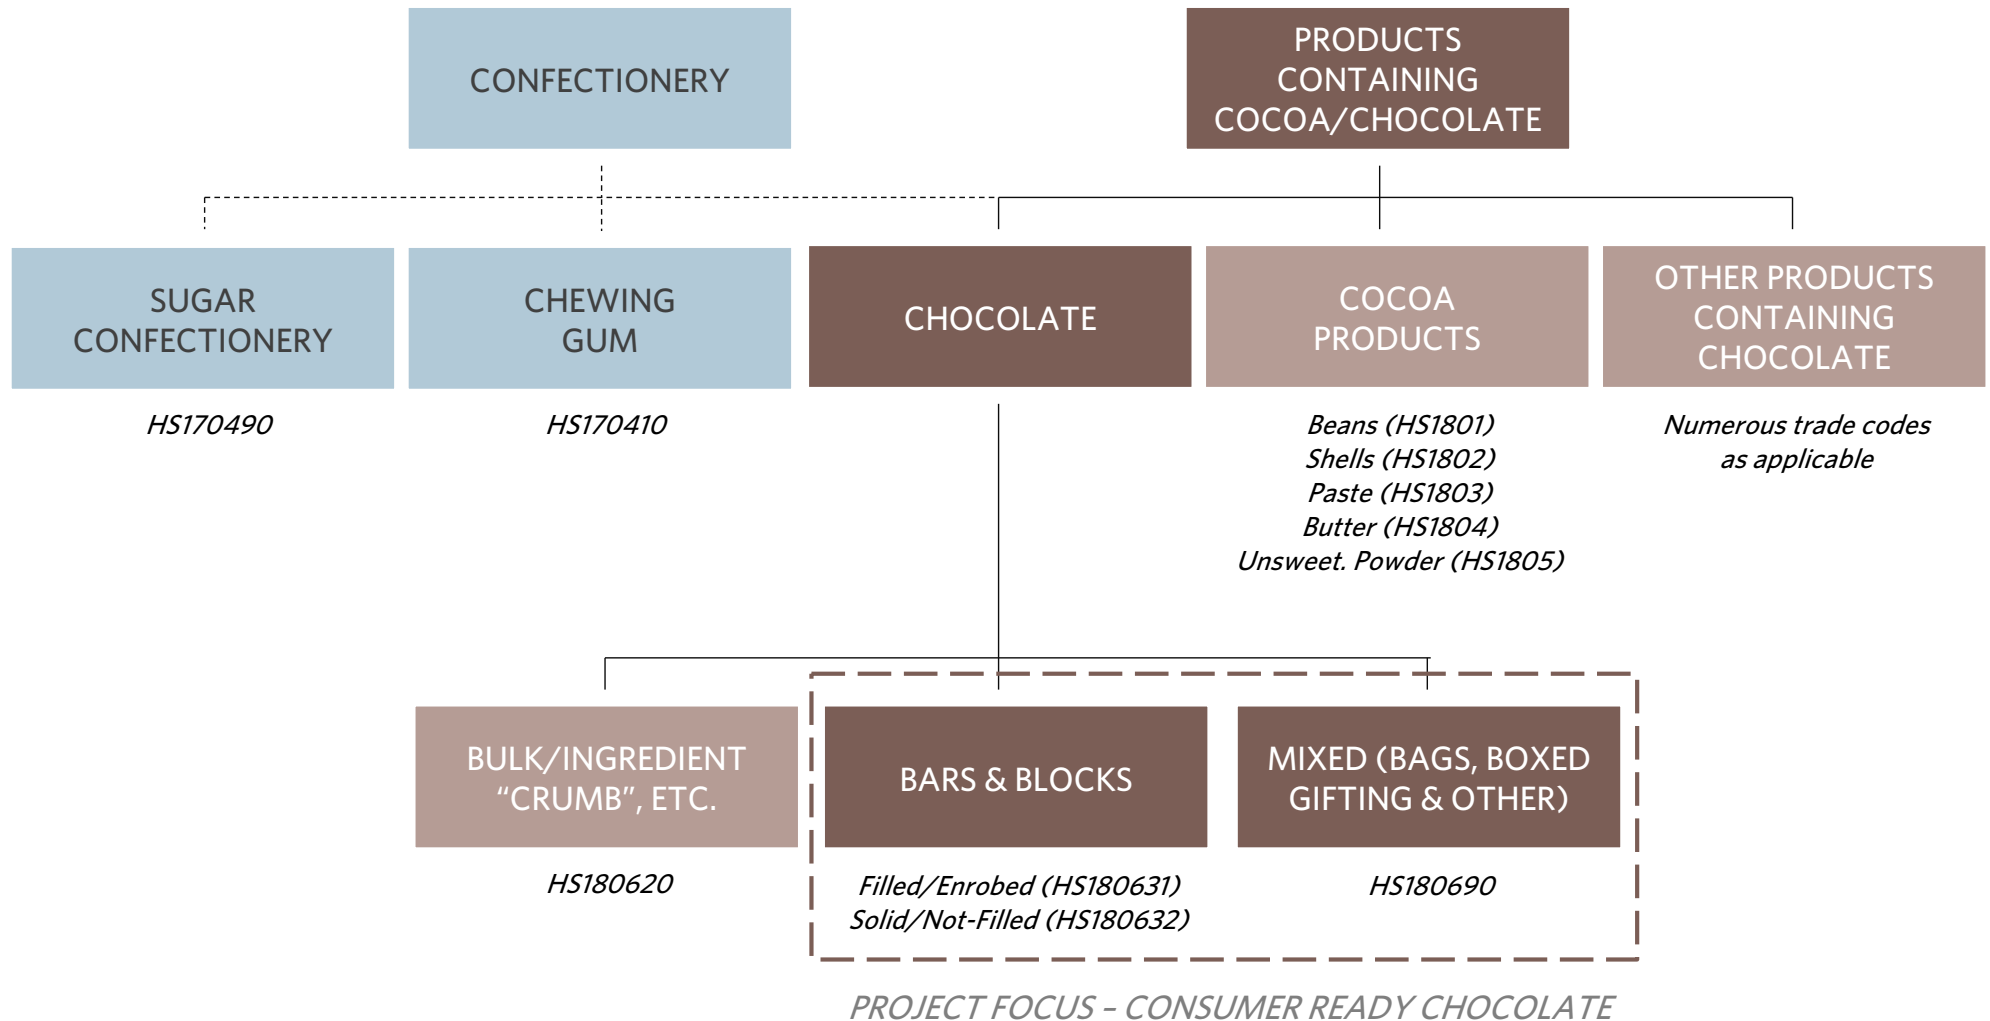 CONFECTIONERY
PRODUCTS
CONTAINING
COCOA/CHOCOLATE
SUGAR
CONFECTIONERY
HS170490
CHEWING
GUM
HS170410
CHOCOLATE
COCOA
PRODUCTS
Beans (HS1801)
Shells (HS1802)
Paste (HS1803)
Butter (HS1804)
Unsweet. Powder (HS1805)
OTHER PRODUCTS
CONTAINING
CHOCOLATE
Numerous trade codes
as applicable
BULK/INGREDIENT
“CRUMB”, ETC.
HS180620
BARS & BLOCKS
Filled/Enrobed (HS180631)
Solid/Not-Filled (HS180632)
MIXED (BAGS, BOXED
GIFTING & OTHER)
HS180690
PROJECT FOCUS – CONSUMER READY CHOCOLATE